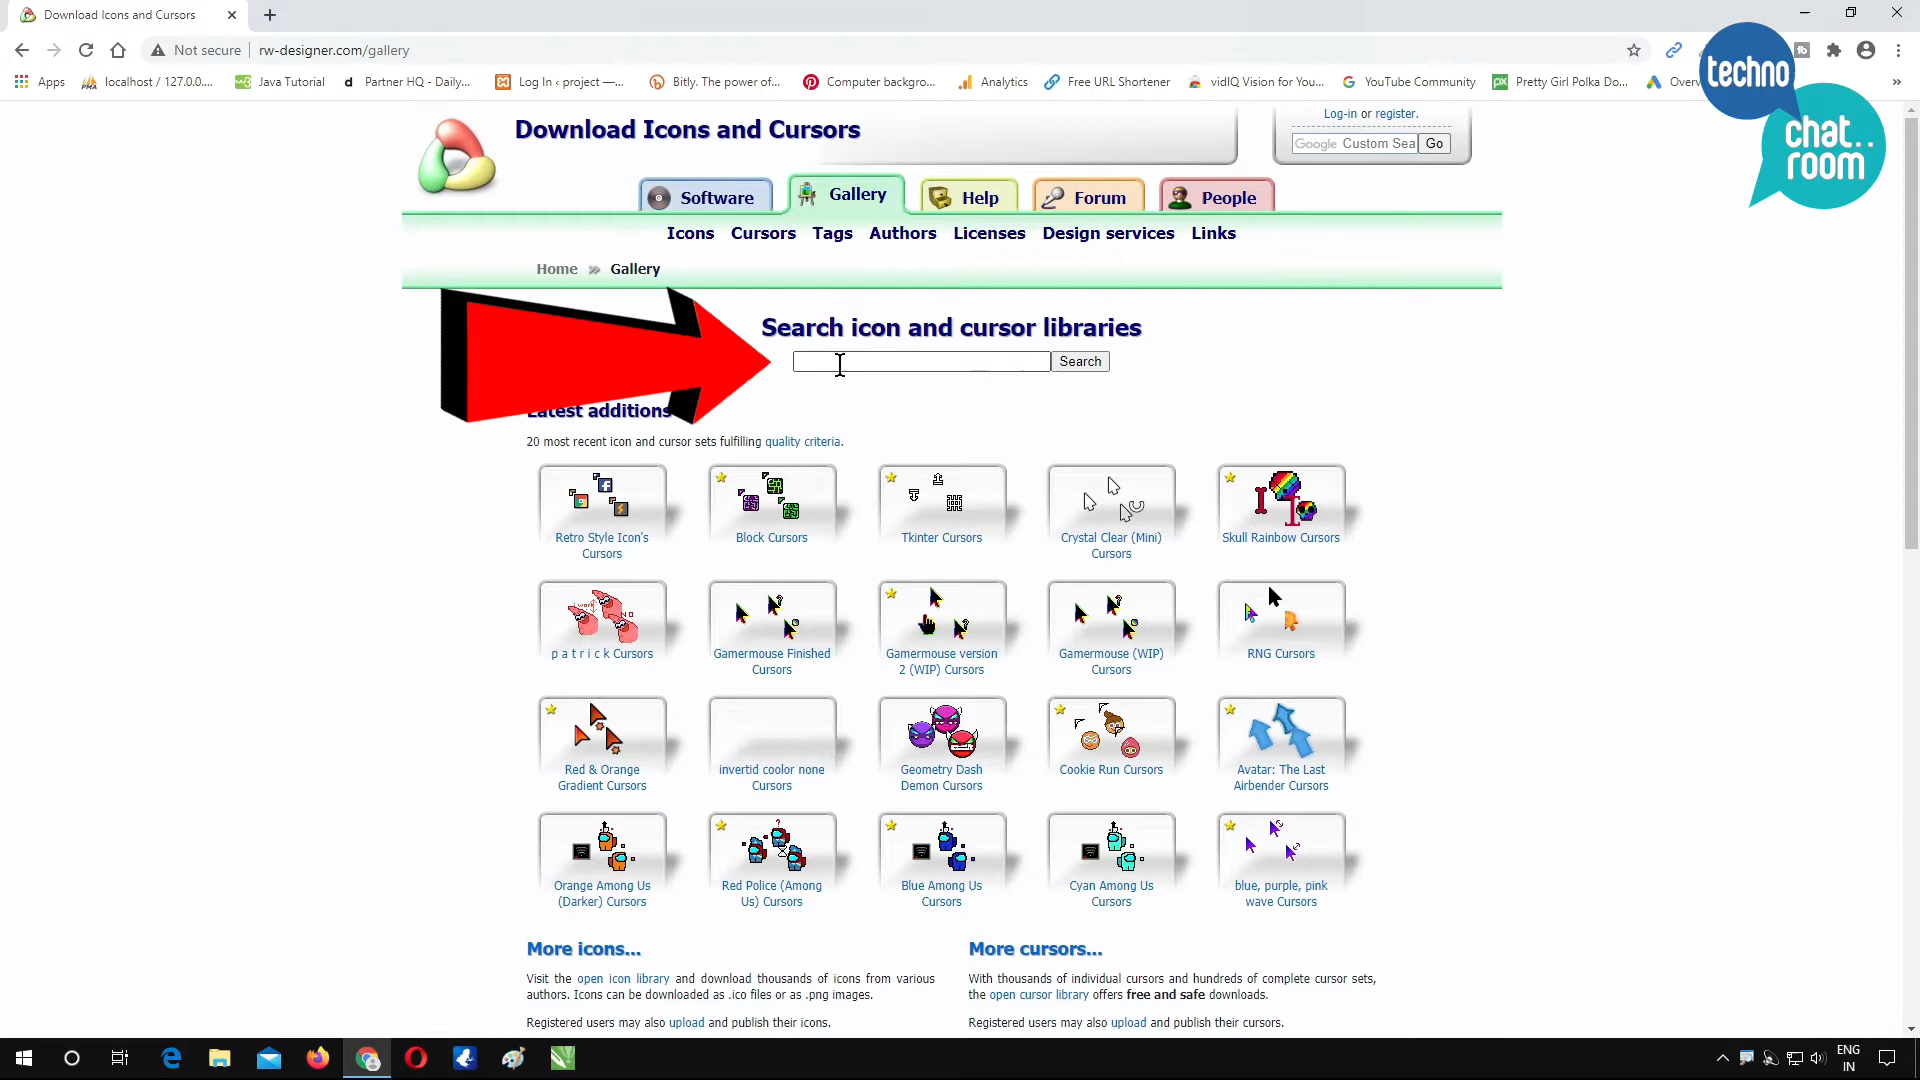 Download Icons and Cursors
Not secure
rw-designer.com/gallery
Apps
localhost / 127.0.0....
Java Tutorial
Partner HQ - Daily...
Log In ‹ project —...
Bitly. The power of...
Computer backgro...
Analytics
Free URL Shortener
vidIQ Vision for You...
YouTube Community
Pretty Girl Polka Do...
techno
chat..
room
Download Icons and Cursors
Log-in or register.
Google Custom Sea
Go
Software
Gallery
Help
Forum
People
Icons Cursors Tags Authors Licenses Design services Links
Home » Gallery
Search icon and cursor libraries
Search
Latest additions
20 most recent icon and cursor sets fulfilling quality criteria.
Retro Style Icon's
Cursors
Block Cursors
Tkinter Cursors
Crystal Clear (Mini)
Cursors
Skull Rainbow Cursors
p a t r i c k Cursors
Gamermouse Finished
Cursors
Gamermouse version
2 (WIP) Cursors
Gamermouse (WIP)
Cursors
RNG Cursors
Red & Orange
Gradient Cursors
invertid coolor none
Cursors
Geometry Dash
Demon Cursors
Cookie Run Cursors
Avatar: The Last
Airbender Cursors
Orange Among Us
(Darker) Cursors
Red Police (Among
Us) Cursors
Blue Among Us
Cursors
Cyan Among Us
Cursors
blue, purple, pink
wave Cursors
More icons...
Visit the open icon library and download thousands of icons from various
authors. Icons can be downloaded as .ico files or as .png images.
Registered users may also upload and publish their icons.
More cursors...
With thousands of individual cursors and hundreds of complete cursor sets,
the open cursor library offers free and safe downloads.
Registered users may also upload and publish their cursors.
ENG
IN